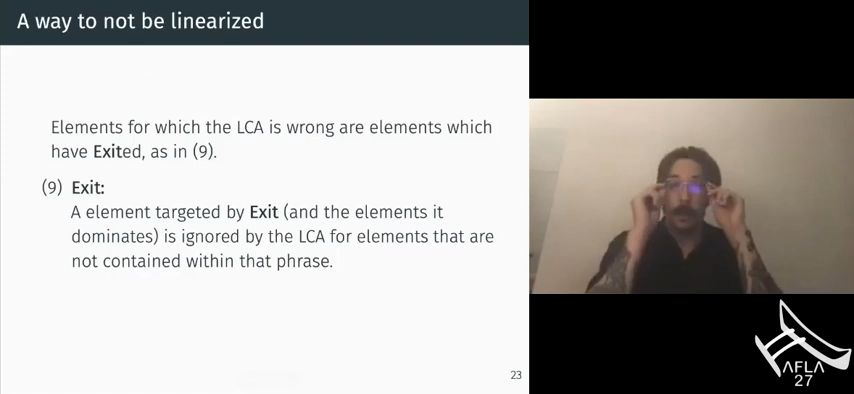 A way to not be linearized
Elements for which the LCA is wrong are elements which
have Exited, as in (9).
(9) Exit:
A element targeted by Exit (and the elements it
dominates) is ignored by the LCA for elements that are
not contained within that phrase.
23
AFLA
27